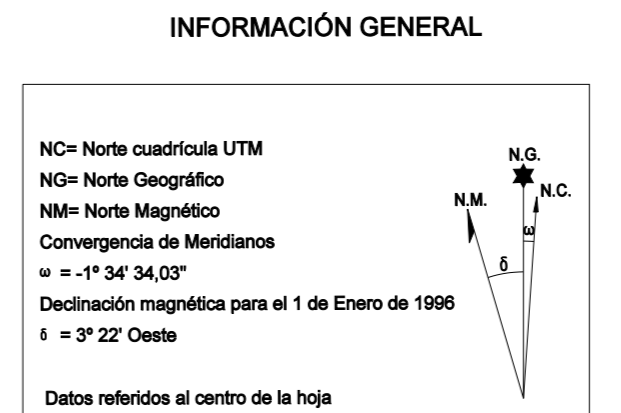 INFORMACIÓN GENERAL
NC= Norte cuadrícula UTM
NG= Norte Geográfico
NM= Norte Magnético
Convergencia de Meridianos
ω = -1º 34' 34,03"
Declinación magnética para el 1 de Enero de 1996
δ = 3º 22' Oeste
Datos referidos al centro de la hoja
N.G.
N.M.
N.C.
ω
δ